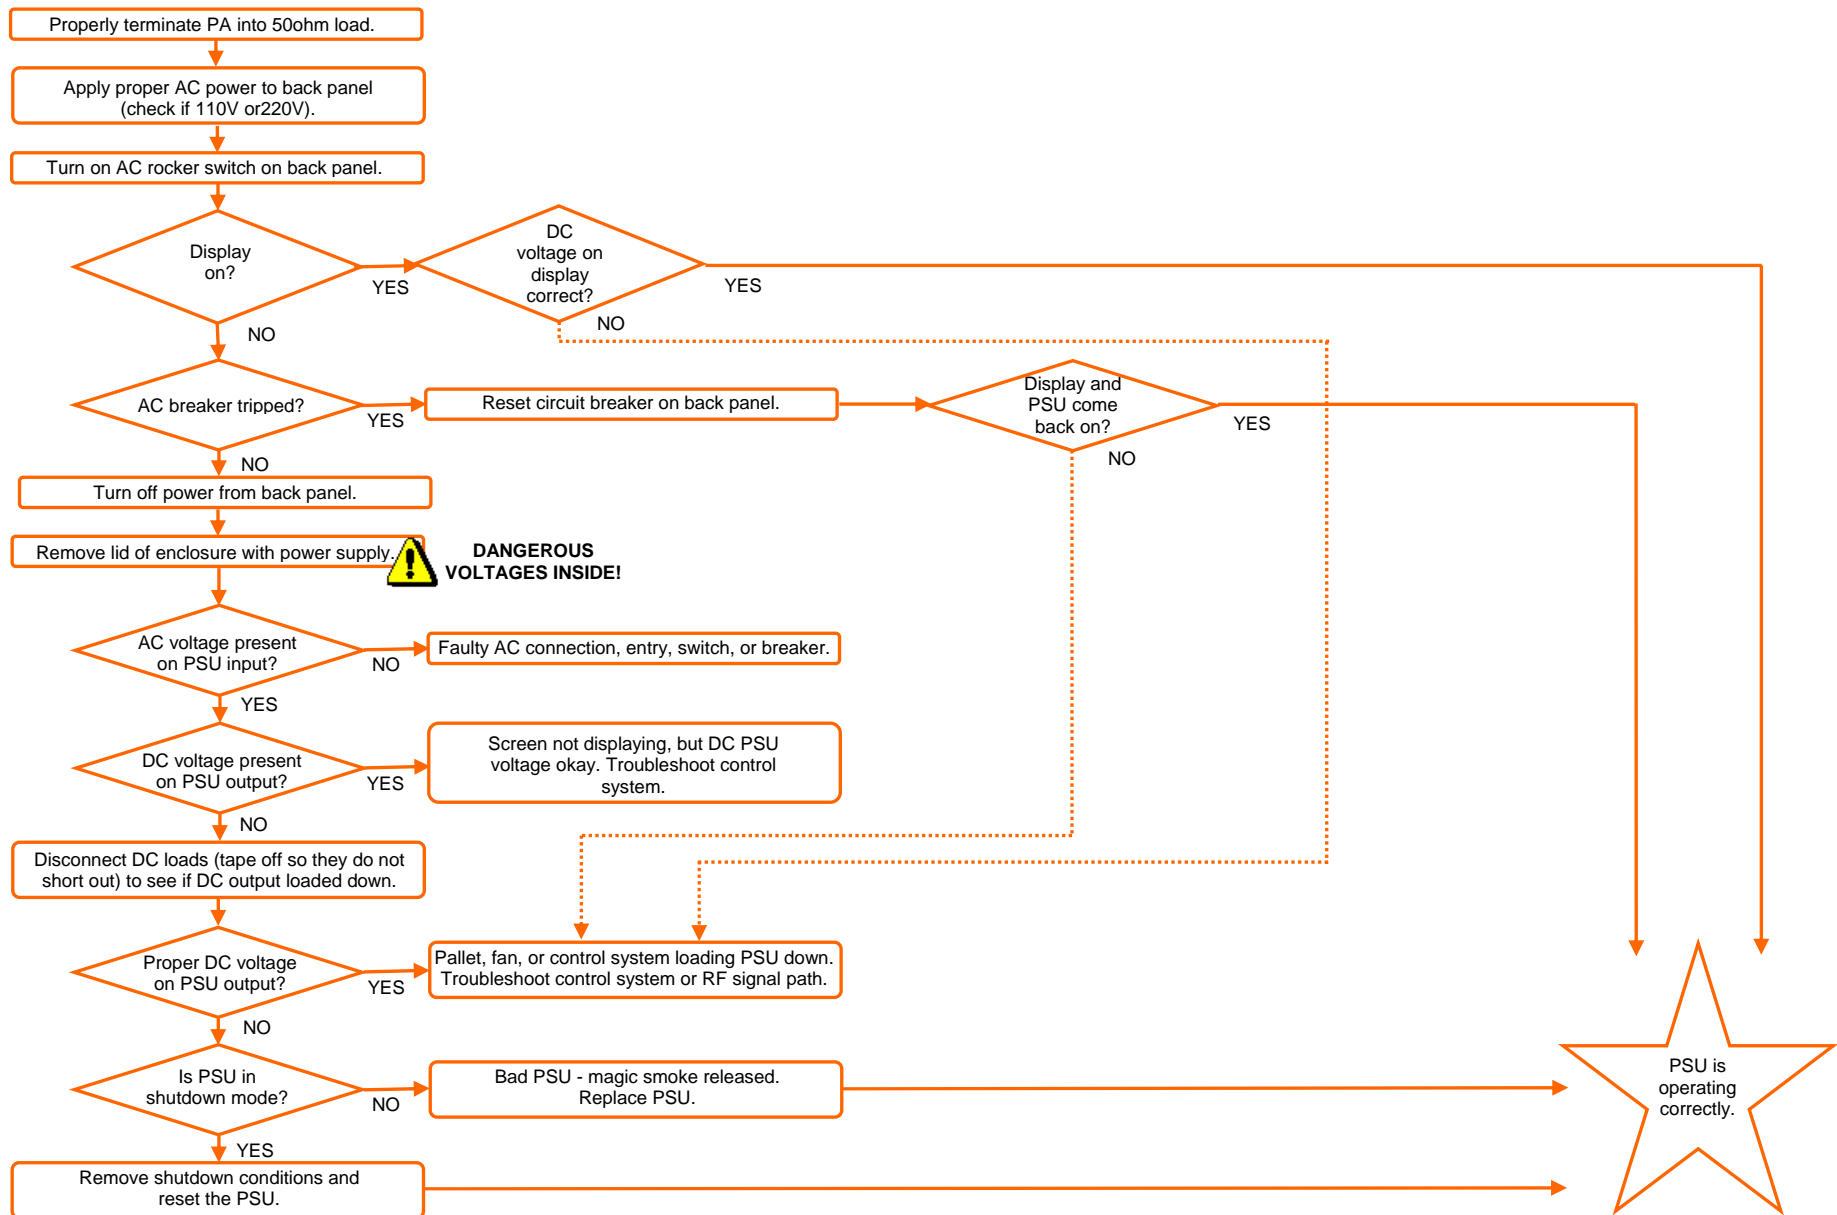 Properly terminate PA into 50ohm load.
Apply proper AC power to back panel
(check if 110V or220V).
Turn on AC rocker switch on back panel.
Display
on?
YES
NO
DC
voltage on
display
correct?
YES
NO
AC breaker tripped?
YES
NO
Reset circuit breaker on back panel.
Display and
PSU come
back on?
YES
NO
Turn off power from back panel.
Remove lid of enclosure with power supply.
!
DANGEROUS
VOLTAGES INSIDE!
AC voltage present
on PSU input?
NO
YES
Faulty AC connection, entry, switch, or breaker.
DC voltage present
on PSU output?
YES
NO
Screen not displaying, but DC PSU
voltage okay. Troubleshoot control
system.
Disconnect DC loads (tape off so they do not
short out) to see if DC output loaded down.
Proper DC voltage
on PSU output?
YES
NO
Pallet, fan, or control system loading PSU down.
Troubleshoot control system or RF signal path.
Is PSU in
shutdown mode?
NO
YES
Bad PSU - magic smoke released.
Replace PSU.
Remove shutdown conditions and
reset the PSU.
PSU is
operating
correctly.